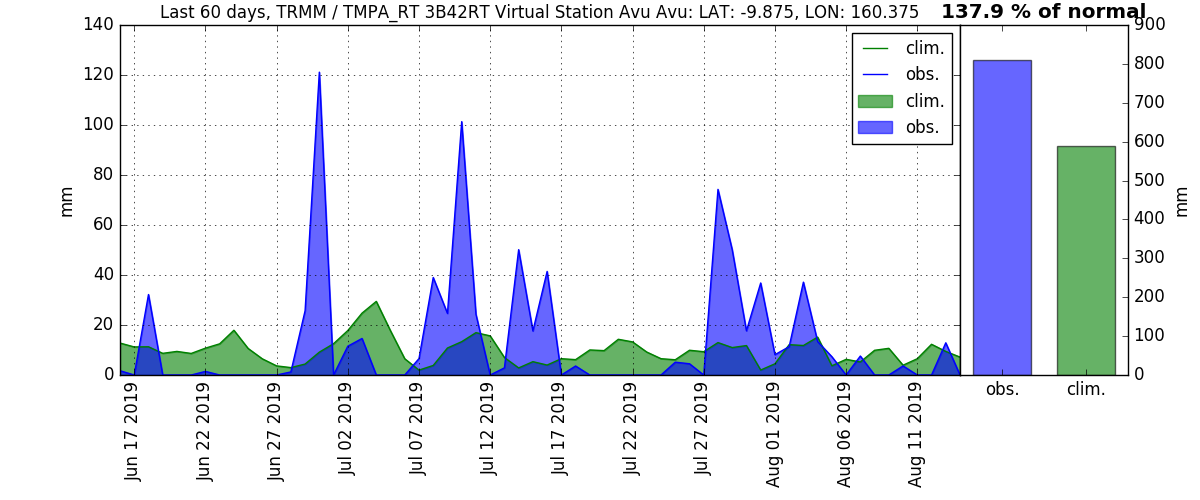 Last 60 days, TRMM / TMPA_RT 3B42RT Virtual Station Avu Avu: LAT: -9.875, LON: 160.375
137.9 % of normal
140
120
100
80
60
40
20
0
mm
clim.
obs.
clim.
obs.
Jun 17 2019
Jun 22 2019
Jun 27 2019
Jul 02 2019
Jul 07 2019
Jul 12 2019
Jul 17 2019
Jul 22 2019
Jul 27 2019
Aug 01 2019
Aug 06 2019
Aug 11 2019
obs.
clim.
900
800
700
600
500
400
300
200
100
0
mm